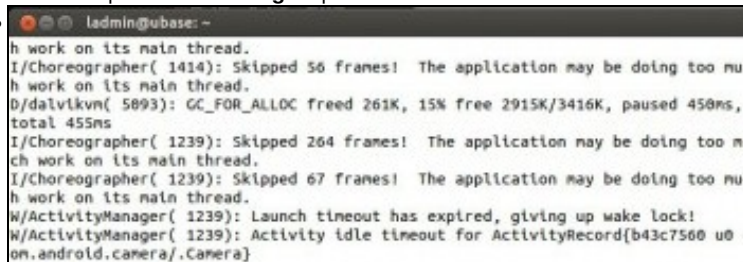 ladmin@ubase: ~
h work on its main thread.
I/Choreographer( 1414): Skipped 56 frames!  The application may be doing too mu
h work on its main thread.
D/dalvikvm( 5093): GC_FOR_ALLOC freed 261K, 15% free 2915K/3416K, paused 450ms,
total 455ms
I/Choreographer( 1239): Skipped 264 frames!  The application may be doing too m
ch work on its main thread.
I/Choreographer( 1239): Skipped 67 frames!  The application may be doing too mu
h work on its main thread.
W/ActivityManager( 1239): Launch timeout has expired, giving up wake lock!
W/ActivityManager( 1239): Activity idle timeout for ActivityRecord{b43c7560 u0
om.android.camera/.Camera}